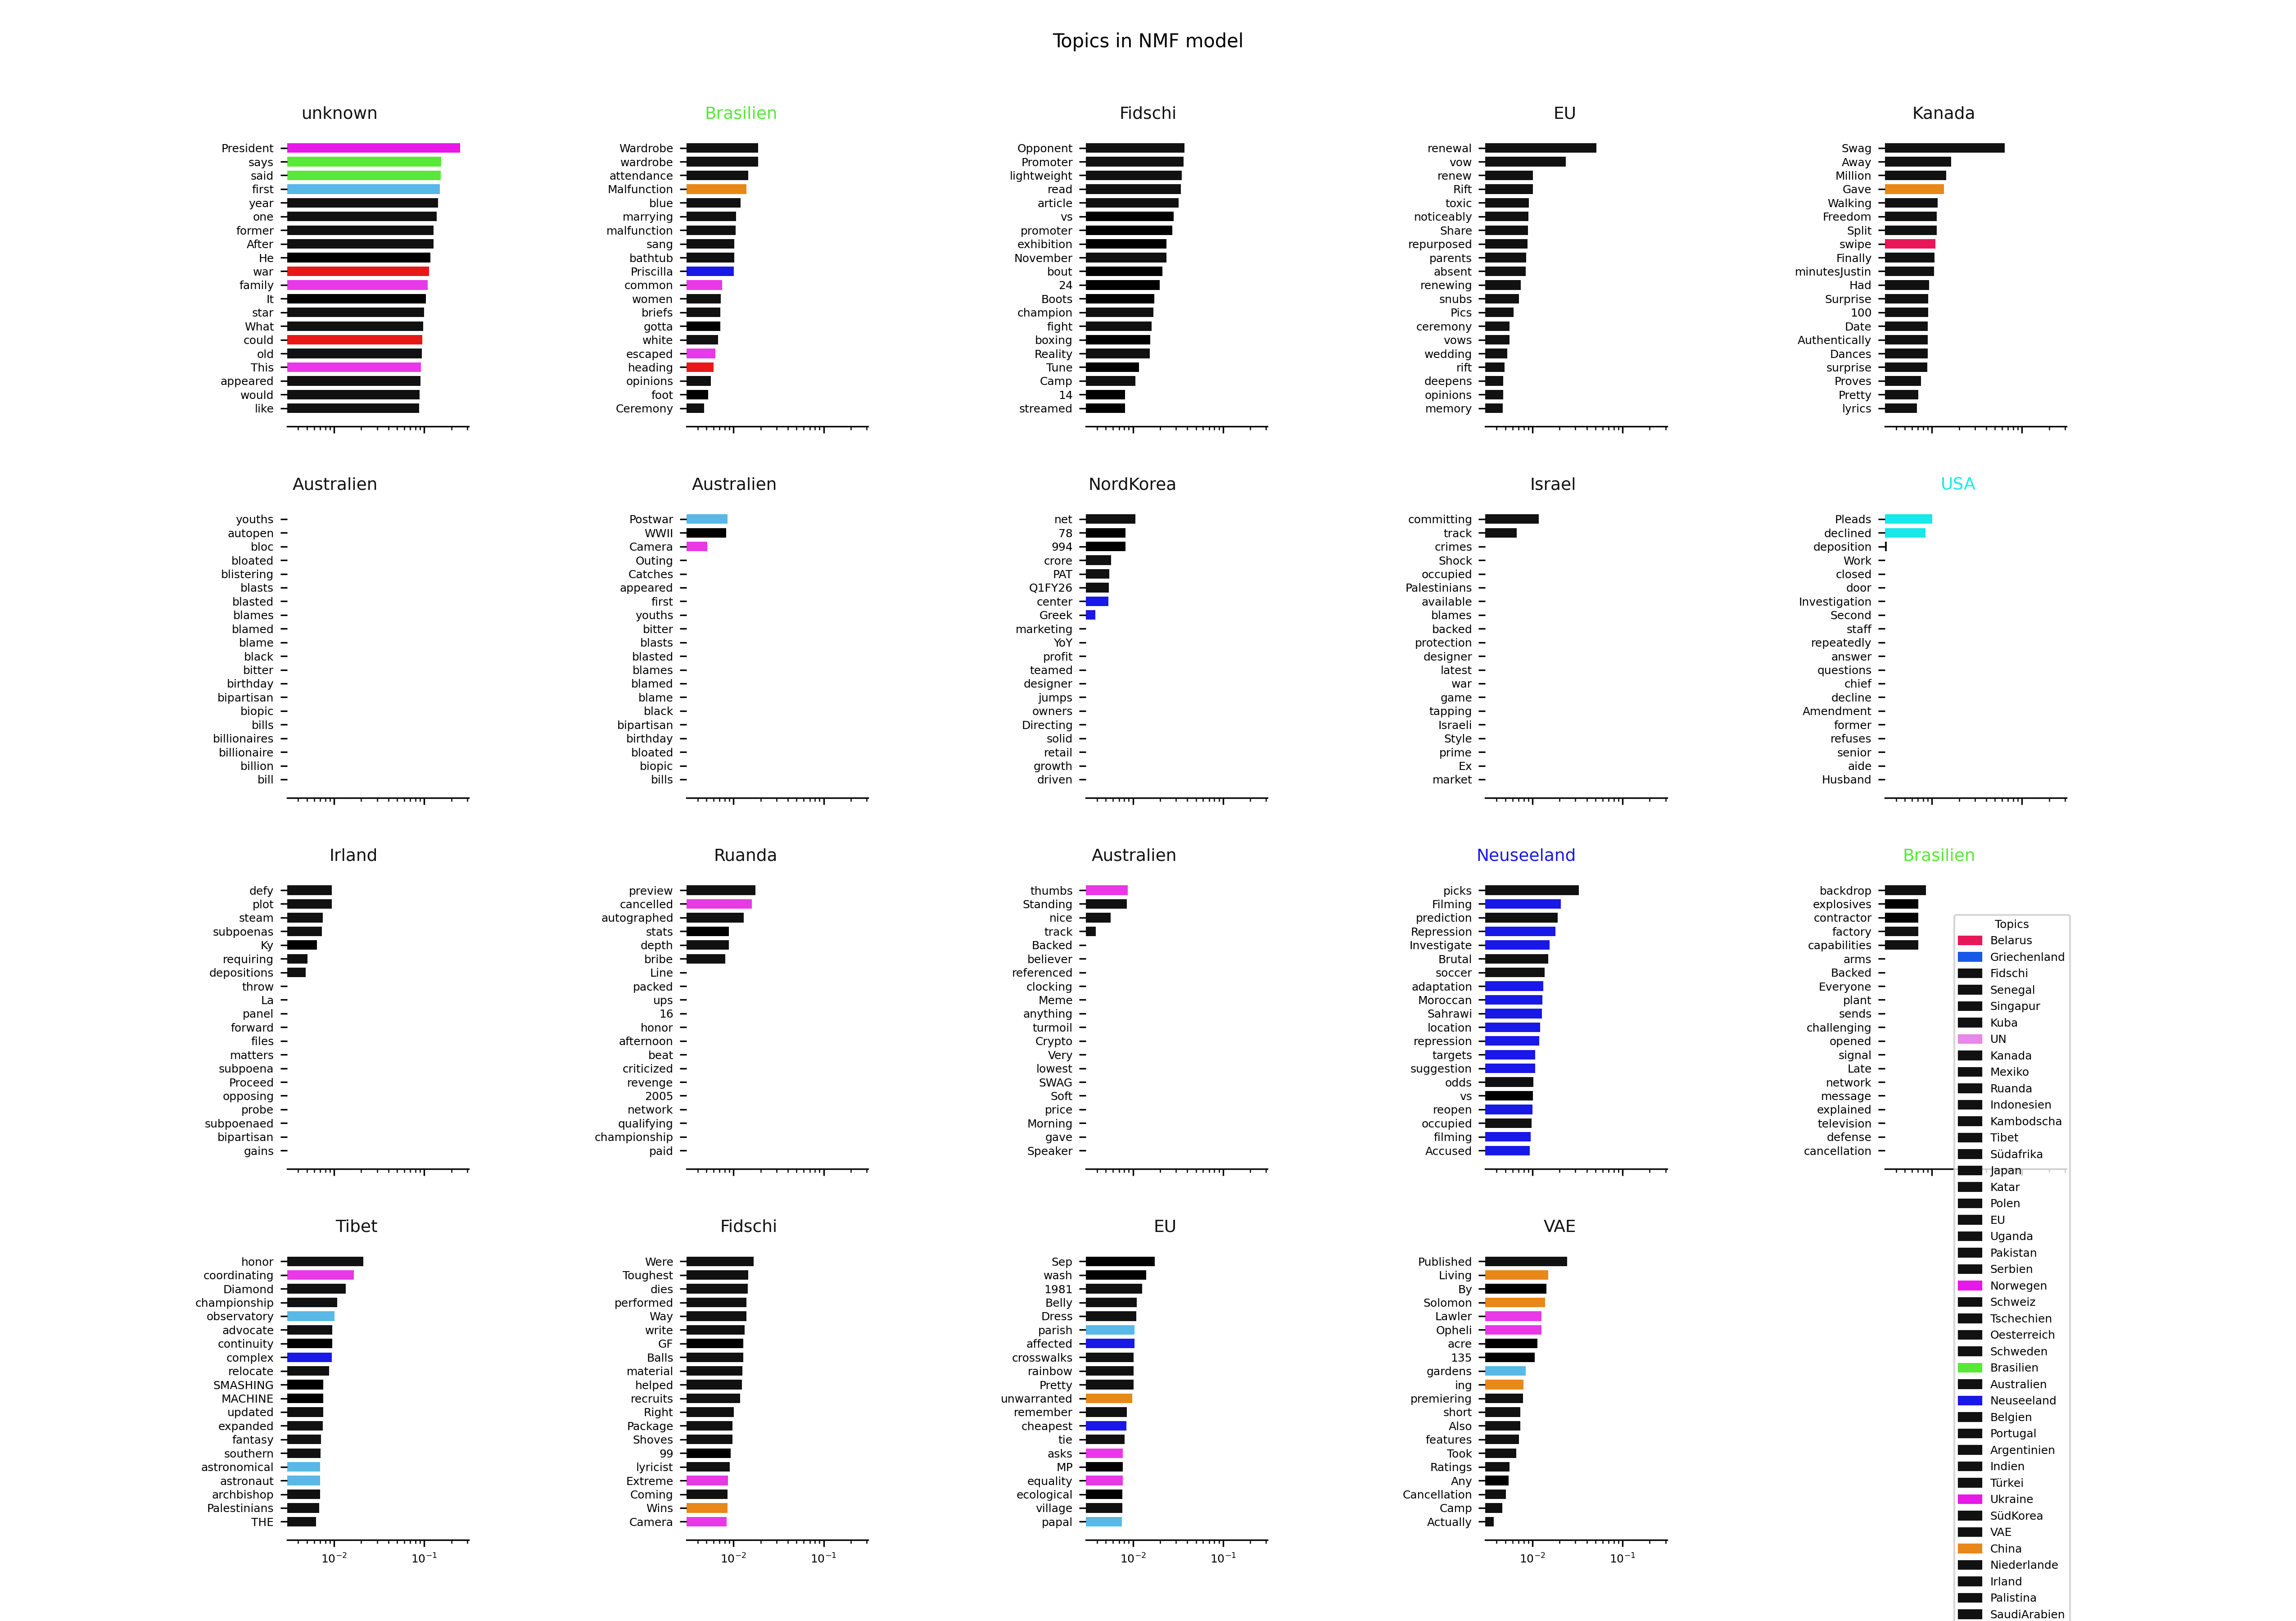 Topics in NMF model
unknown
President
says
said
first
year
one
former
After
He
war
family
It
star
What
could
old
This
appeared
would
like
Brasilien
Wardrobe
wardrobe
attendance
Malfunction
blue
marrying
malfunction
sang
bathtub
Priscilla
common
women
briefs
gotta
white
escaped
heading
opinions
foot
Ceremony
Fidschi
Opponent
Promoter
lightweight
read
article
vs
promoter
exhibition
November
bout
24
Boots
champion
fight
boxing
Reality
Tune
Camp
14
streamed
EU
renewal
vow
renew
Rift
toxic
noticeably
Share
repurposed
parents
absent
renewing
snubs
Pics
ceremony
vows
wedding
rift
deepens
opinions
memory
Kanada
Swag
Away
Million
Gave
Walking
Freedom
Split
swipe
Finally
minutesJustin
Had
Surprise
100
Date
Authentically
Dances
surprise
Proves
Pretty
lyrics
Australien
youths
autopen
bloc
bloated
blistering
blasts
blasted
blames
blamed
blame
black
bitter
birthday
bipartisan
biopic
bills
billionaires
billionaire
billion
bill
Australien
Postwar
WWII
Camera
Outing
Catches
appeared
first
youths
bitter
blasts
blasted
blames
blamed
blame
black
bipartisan
birthday
bloated
biopic
bills
NordKorea
net
78
994
crore
PAT
Q1FY26
center
Greek
marketing
YoY
profit
teamed
designer
jumps
owners
Directing
solid
retail
growth
driven
Israel
committing
track
crimes
Shock
occupied
Palestinians
available
blames
backed
protection
designer
latest
war
game
tapping
Israeli
Style
prime
Ex
market
USA
Pleads
declined
deposition
Work
closed
door
Investigation
Second
staff
repeatedly
answer
questions
chief
decline
Amendment
former
refuses
senior
aide
Husband
Irland
defy
plot
steam
subpoenas
Ky
requiring
depositions
throw
La
panel
forward
files
matters
subpoena
Proceed
opposing
probe
subpoenaed
bipartisan
gains
Ruanda
preview
cancelled
autographed
stats
depth
bribe
Line
packed
ups
16
honor
afternoon
beat
criticized
revenge
2005
network
qualifying
championship
paid
Australien
thumbs
Standing
nice
track
Backed
believer
referenced
clocking
Meme
anything
turmoil
Crypto
Very
lowest
SWAG
Soft
price
Morning
gave
Speaker
Neuseeland
picks
Filming
prediction
Repression
Investigate
Brutal
soccer
adaptation
Moroccan
Sahrawi
location
repression
targets
suggestion
odds
vs
reopen
occupied
filming
Accused
Brasilien
backdrop
explosives
contractor
factory
capabilities
arms
Backed
Everyone
plant
sends
challenging
opened
signal
Late
network
message
explained
television
defense
cancellation
Tibet
honor
coordinating
Diamond
championship
observatory
advocate
continuity
complex
relocate
SMASHING
MACHINE
updated
expanded
fantasy
southern
astronomical
astronaut
archbishop
Palestinians
THE
10⁻² 10⁻¹
Fidschi
Were
Toughest
dies
performed
Way
write
GF
Balls
material
helped
recruits
Right
Package
Shoves
99
lyricist
Extreme
Coming
Wins
Camera
10⁻² 10⁻¹
EU
Sep
wash
1981
Belly
Dress
parish
affected
crosswalks
rainbow
Pretty
unwarranted
remember
cheapest
tie
asks
MP
equality
ecological
village
papal
10⁻² 10⁻¹
VAE
Published
Living
By
Solomon
Lawler
Opheli
acre
135
gardens
ing
premiering
short
Also
features
Took
Ratings
Any
Cancellation
Camp
Actually
10⁻² 10⁻¹
Topics
Belarus
Griechenland
Fidschi
Senegal
Singapur
Kuba
UN
Kanada
Mexiko
Ruanda
Indonesien
Kambodscha
Tibet
Südafrika
Japan
Katar
Polen
EU
Uganda
Pakistan
Serbien
Norwegen
Schweiz
Tschechien
Oesterreich
Schweden
Brasilien
Australien
Neuseeland
Belgien
Portugal
Argentinien
Indien
Türkei
Ukraine
SüdKorea
VAE
China
Niederlande
Irland
Palistina
SaudiArabien